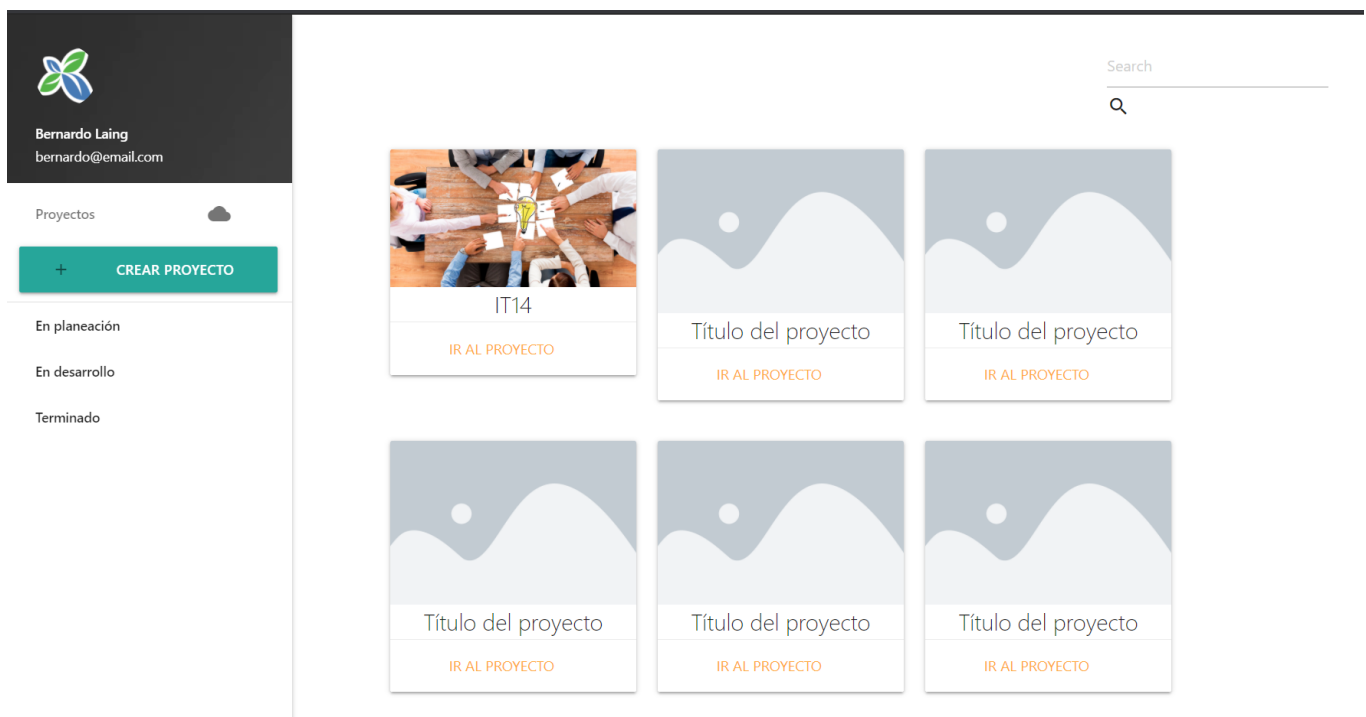 Bernardo Laing
bernardo@email.com
Proyectos
+ CREAR PROYECTO
En planeación
En desarrollo
Terminado
Search
IT14
IR AL PROYECTO
Título del proyecto
IR AL PROYECTO
Título del proyecto
IR AL PROYECTO
Título del proyecto
IR AL PROYECTO
Título del proyecto
IR AL PROYECTO
Título del proyecto
IR AL PROYECTO